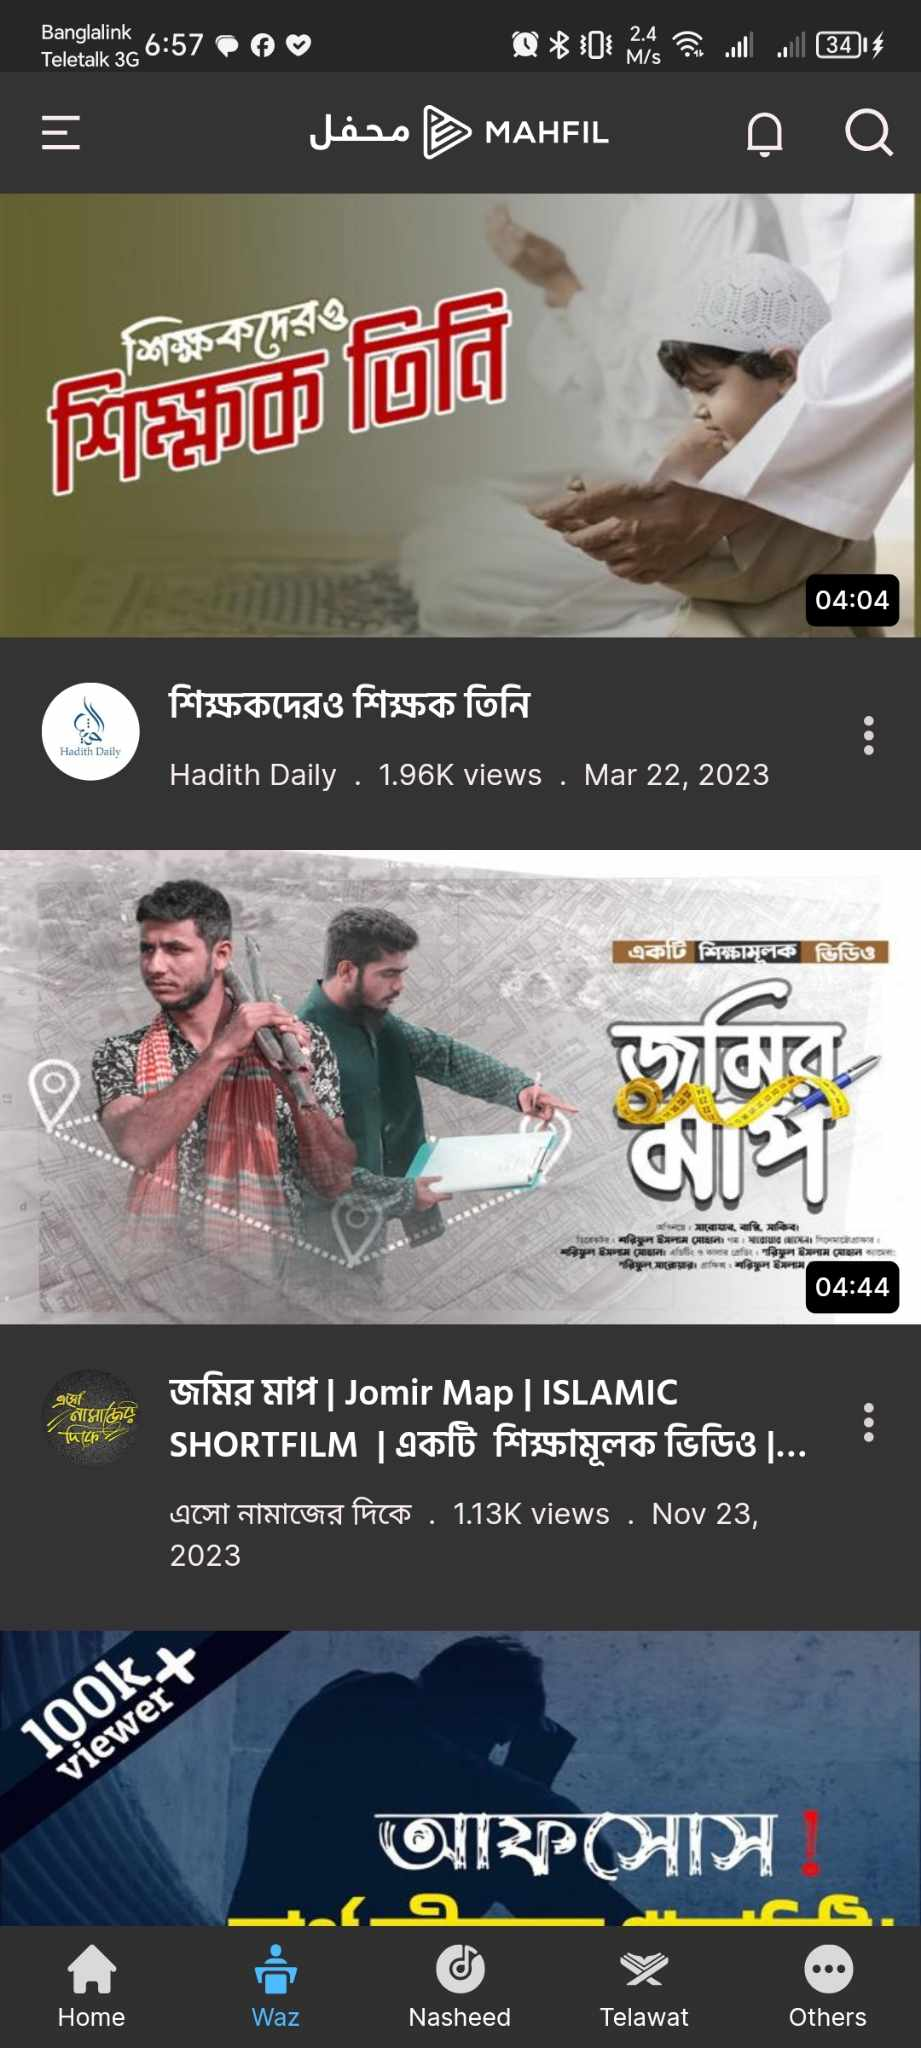 Banglalink
Teletalk 3G
6:57
2.4
M/s
34
محفل MAHFIL
শিক্ষকদেরও
শিক্ষক তিনি
04:04
Hadith Daily
শিক্ষকদেরও শিক্ষক তিনি
Hadith Daily . 1.96K views . Mar 22, 2023
একটি শিক্ষামূলক ভিডিও
জমির
মাপ
04:44
এসো
নামাজের
দিকে
জমির মাপ | Jomir Map | ISLAMIC
SHORTFILM | একটি শিক্ষামূলক ভিডিও |...
এসো নামাজের দিকে . 1.13K views . Nov 23,
2023
100k+
viewer
আফসোস !
Home
Waz
Nasheed
Telawat
Others